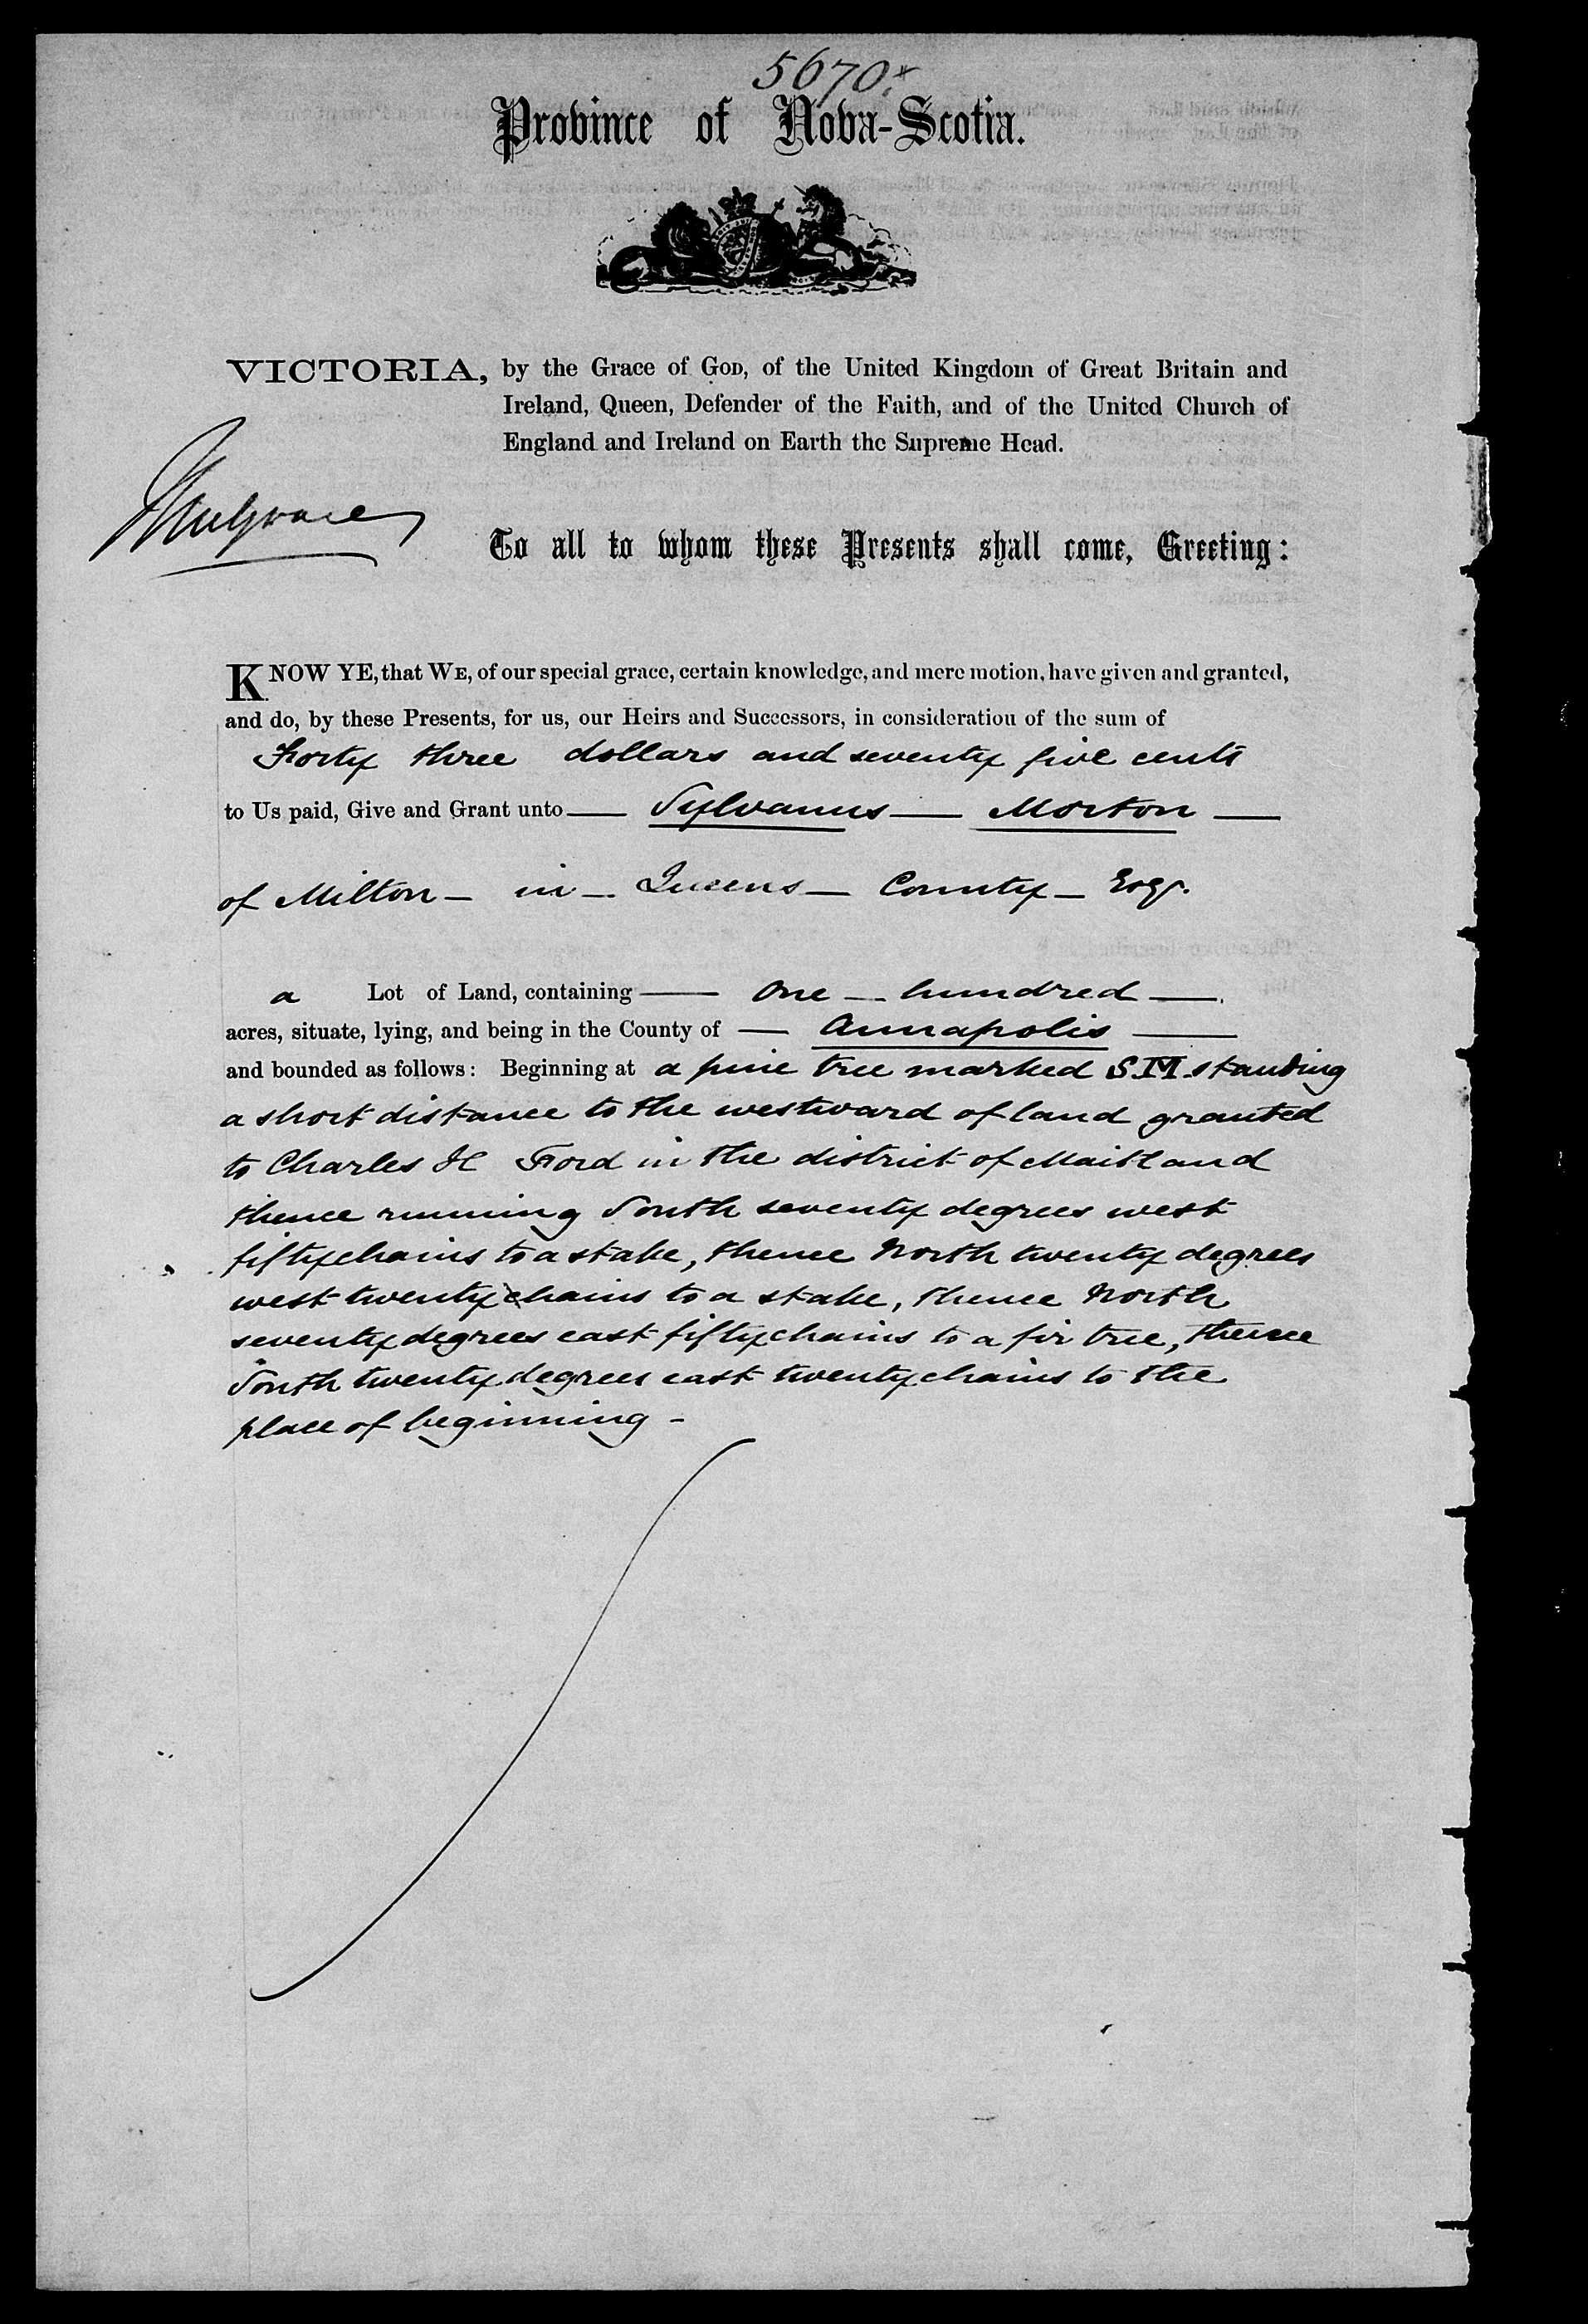 5670
Province of Nova-Scotia.
VICTORIA, by the Grace of GOD, of the United Kingdom of Great Britain and
Ireland, Queen, Defender of the Faith, and of the United Church of
England and Ireland on Earth the Supreme Head.
Mulgrave
To all to whom these Presents shall come, Greeting:
KNOW YE, that WE, of our special grace, certain knowledge, and mere motion, have given and granted,
and do, by these Presents, for us, our Heirs and Successors, in consideration of the sum of
Forty three dollars and seventy five cents
to Us paid, Give and Grant unto — Sylvanus — Morton —
of Milton — in — Queens — County — Esqr.
a Lot of Land, containing — One — hundred —
acres, situate, lying, and being in the County of — Annapolis —
and bounded as follows: Beginning at a pine tree marked S.M. standing
a short distance to the westward of land granted
to Charles H Ford in the district of Maitland
thence running South seventy degrees west
fifty chains to a stake, thence North twenty degrees
west twenty chains to a stake, thence North
seventy degrees east fifty chains to a fir tree, thence
South twenty degrees east twenty chains to the
place of beginning -